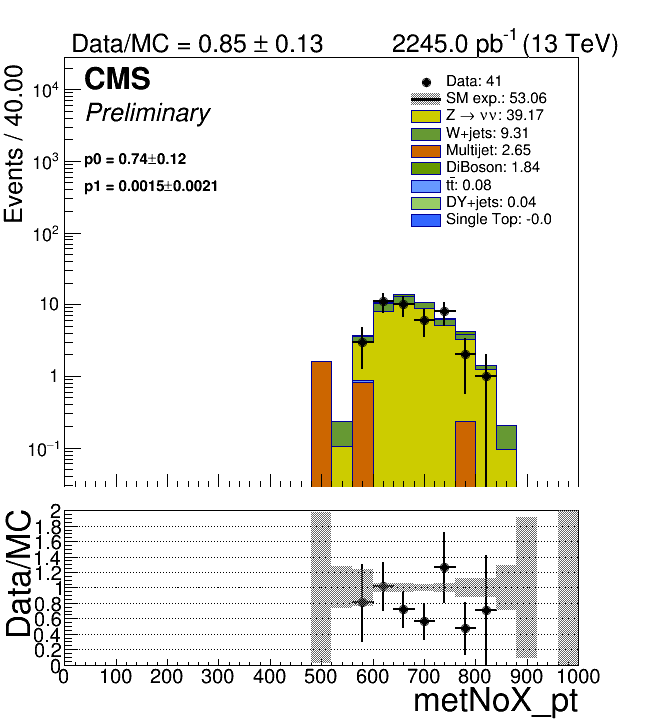 Data/MC = 0.85 ± 0.13 2245.0 pb⁻¹ (13 TeV)
CMS
Preliminary
p0 = 0.74±0.12
p1 = 0.0015±0.0021
Data: 41
SM exp.: 53.06
Z → νν: 39.17
W+jets: 9.31
Multijet: 2.65
DiBoson: 1.84
tt̄: 0.08
DY+jets: 0.04
Single Top: -0.0
Events / 40.00
10⁴
10³
10²
10
1
10⁻¹
Data/MC
2
1.8
1.6
1.4
1.2
1
0.8
0.6
0.4
0.2
0
0 100 200 300 400 500 600 700 800 900 1000
metNoX_pt